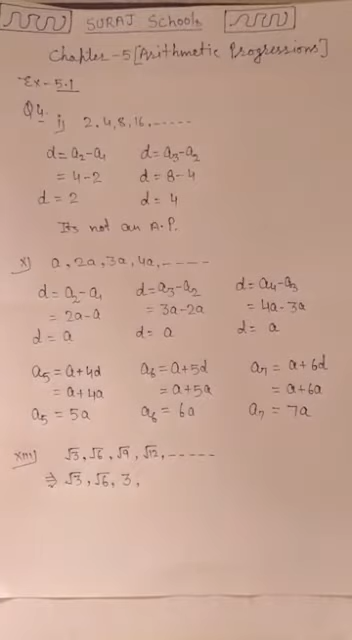 SURAJ School
Chapter-5 [Arithmetic Progressions]
Ex-5.1
Q4. i) 2, 4, 8, 16, -----
d = a₂-a₁ d = a₃-a₂
= 4-2 d = 8-4
d = 2 d = 4
Its not an A.P.
x) a, 2a, 3a, 4a, -----
d = a₂-a₁ d = a₃-a₂ d = a₄-a₃
= 2a-a = 3a-2a = 4a-3a
d = a d = a d = a
a₅ = a+4d a₆ = a+5d a₇ = a+6d
= a+4a = a+5a = a+6a
a₅ = 5a a₆ = 6a a₇ = 7a
xiii) √3, √6, √9, √12, -----
⇒ √3, √6, 3,